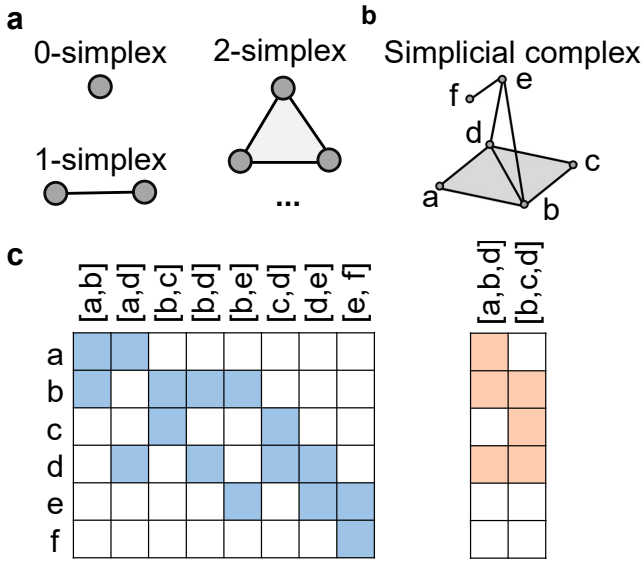 a
0-simplex
2-simplex
1-simplex
...
b
Simplicial complex
e
f
d
c
a
b
c
[a,b]
[a,d]
[b,c]
[b,d]
[b,e]
[c,d]
[d,e]
[e, f]
[a,b,d]
[b,c,d]
a
b
c
d
e
f